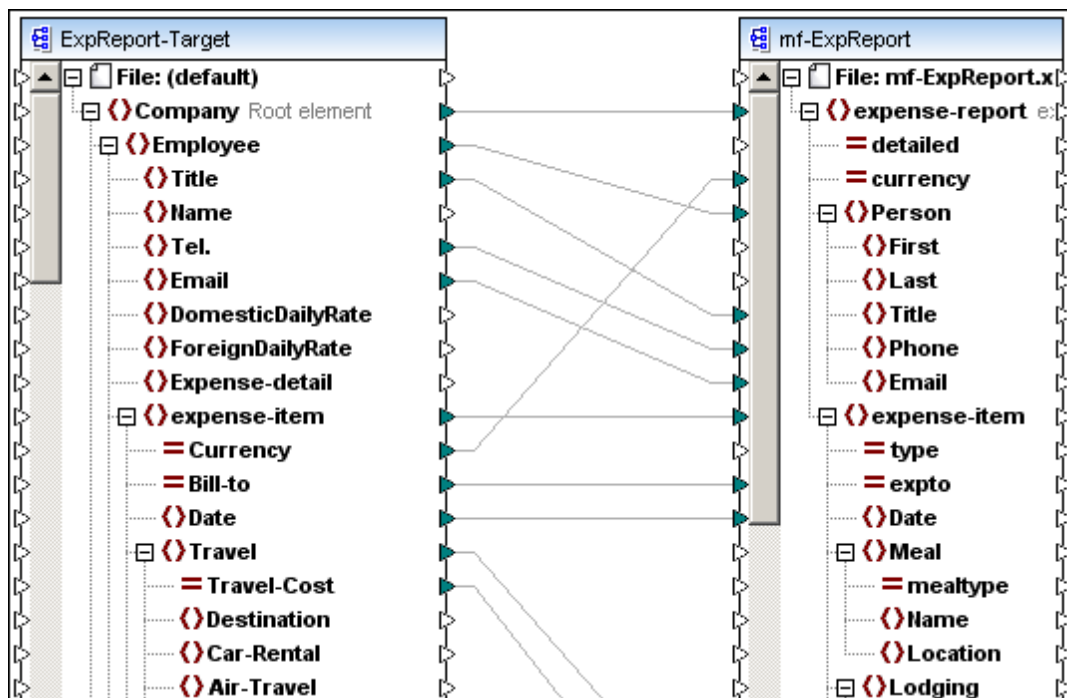 ExpReport-Target
File: (default)
Company Root element
Employee
Title
Name
Tel.
Email
DomesticDailyRate
ForeignDailyRate
Expense-detail
expense-item
Currency
Bill-to
Date
Travel
Travel-Cost
Destination
Car-Rental
Air-Travel
mf-ExpReport
File: mf-ExpReport.x
expense-report ex
detailed
currency
Person
First
Last
Title
Phone
Email
expense-item
type
expto
Date
Meal
mealtype
Name
Location
Lodging